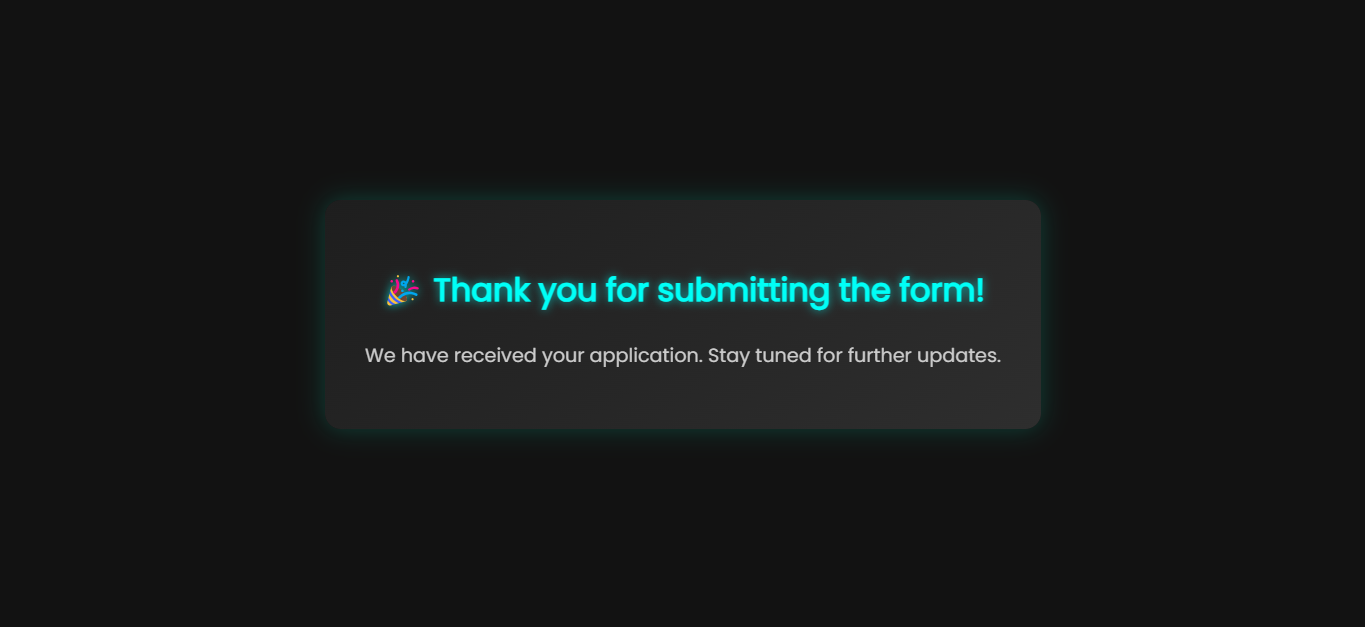 🎉 Thank you for submitting the form!
We have received your application. Stay tuned for further updates.